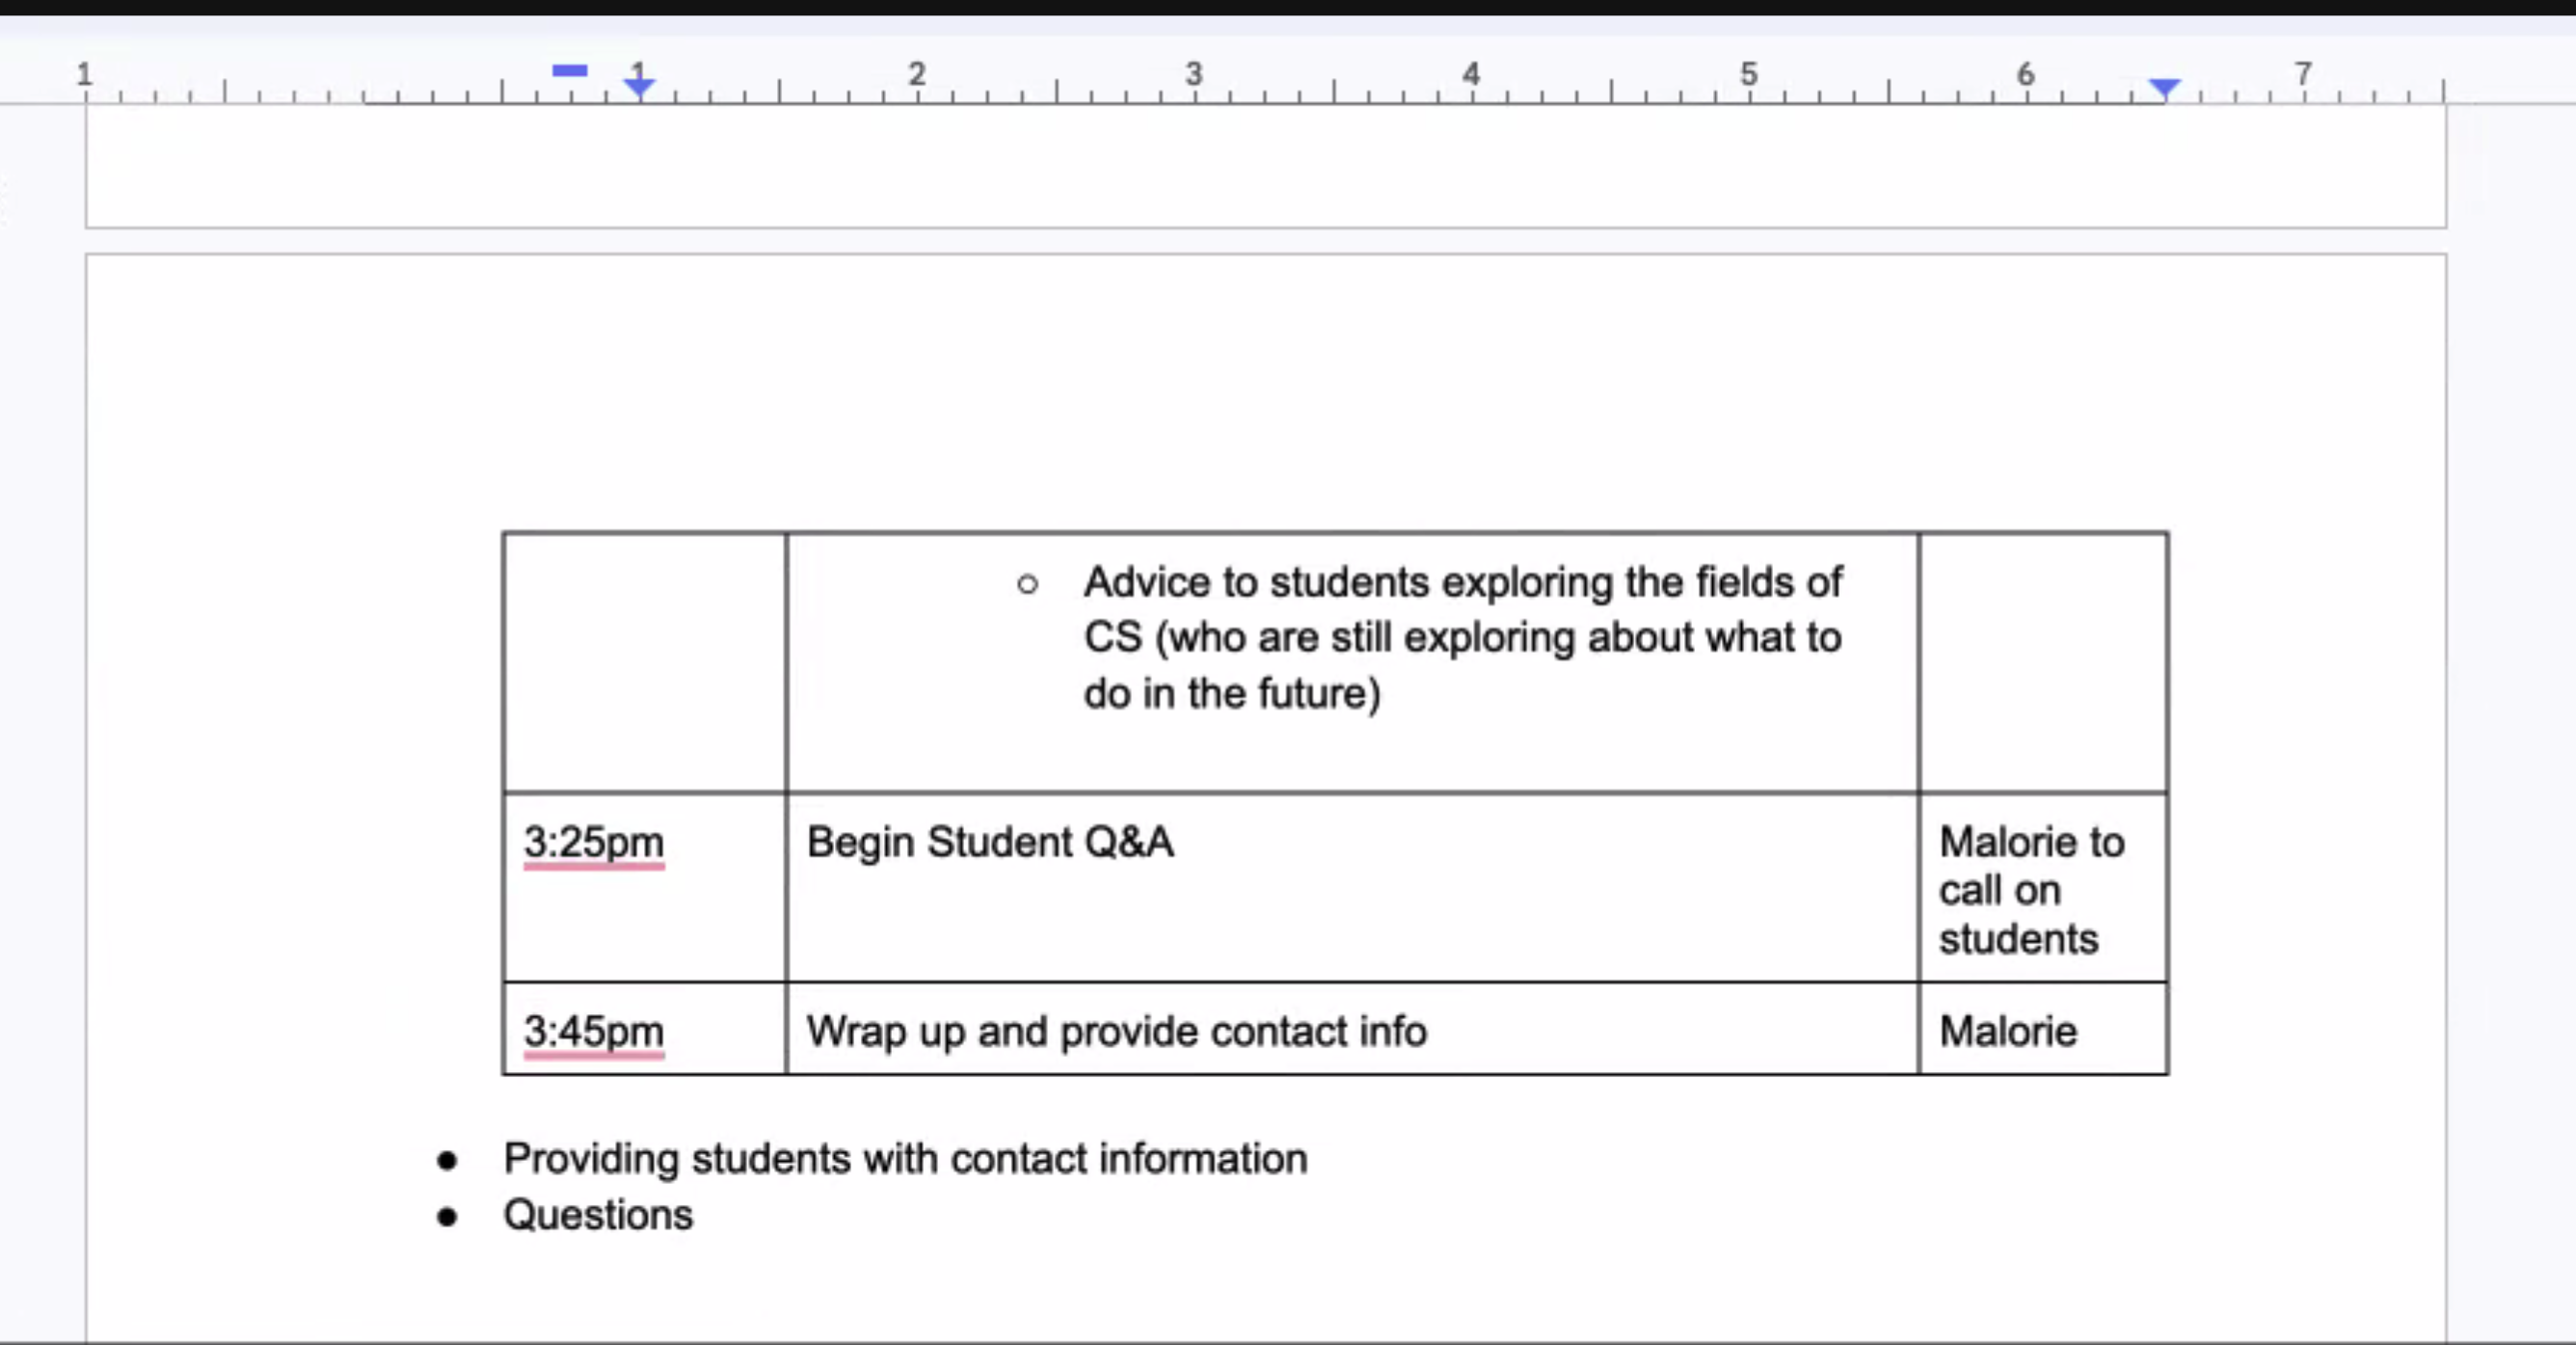 1 1 2 3 4 5 6 7
○ Advice to students exploring the fields of
CS (who are still exploring about what to
do in the future)
3:25pm Begin Student Q&A Malorie to
call on
students
3:45pm Wrap up and provide contact info Malorie
● Providing students with contact information
● Questions